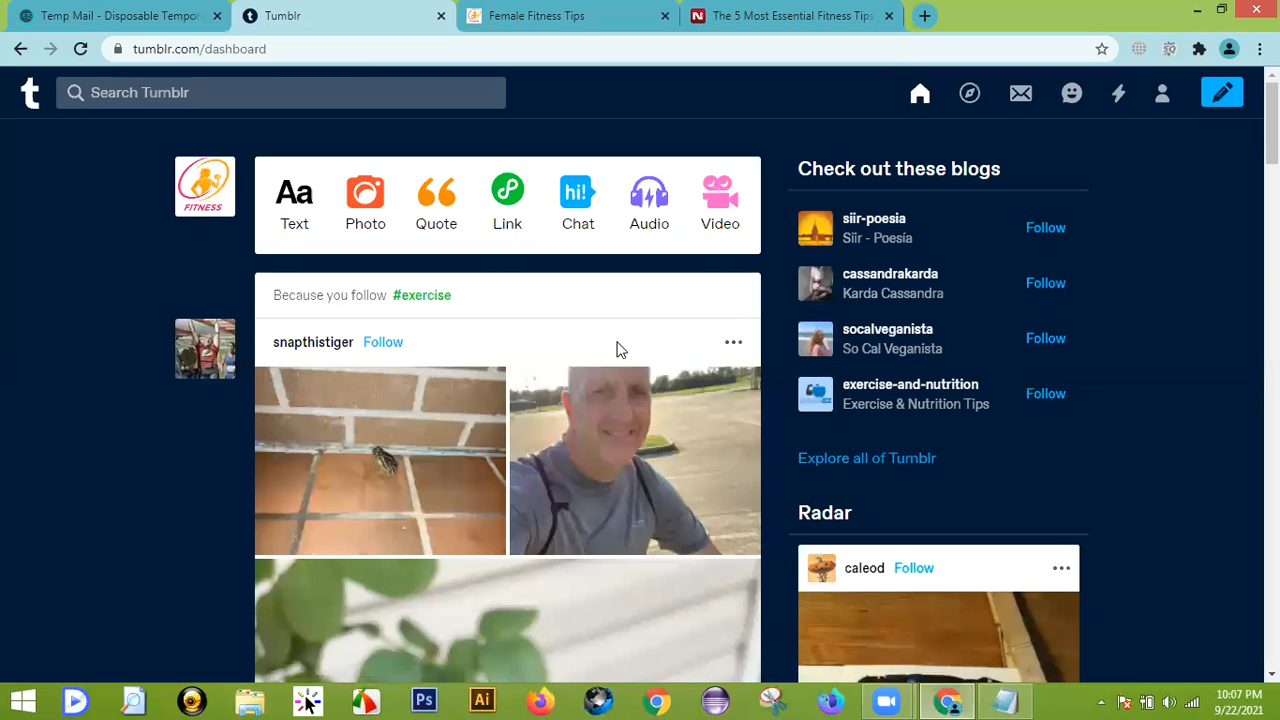 Temp Mail - Disposable Tempor
Tumblr
Female Fitness Tips
The 5 Most Essential Fitness Tips
tumblr.com/dashboard
Search Tumblr
FITNESS
Aa
Text
Photo
Quote
Link
hi!
Chat
Audio
Video
Because you follow #exercise
snapthistiger Follow
Check out these blogs
siir-poesia
Siir - Poesía
Follow
cassandrakarda
Karda Cassandra
Follow
socalveganista
So Cal Veganista
Follow
exercise-and-nutrition
Exercise & Nutrition Tips
Follow
Explore all of Tumblr
Radar
caleod Follow
Ps
Ai
10:07 PM
9/22/2021